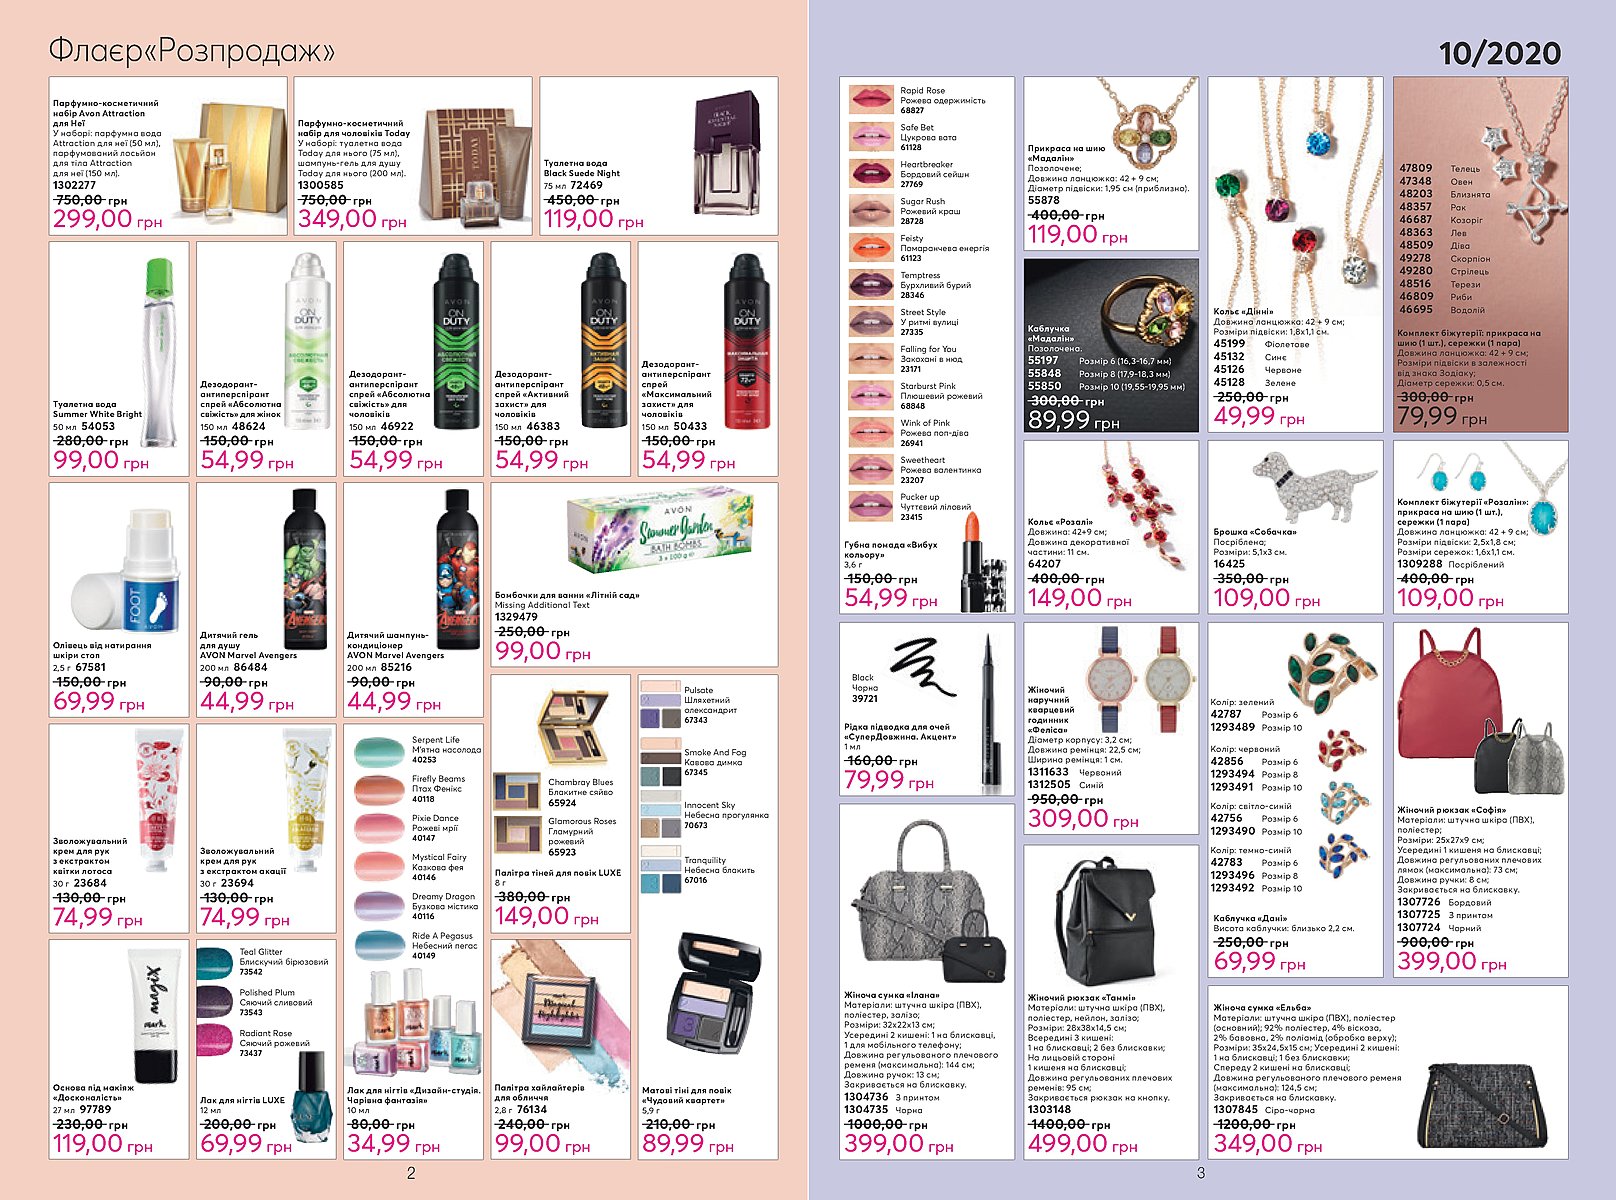 Флаєр«Розпродаж»
Парфумно-косметичний
набір Avon Attraction
для Неї
У наборі: парфумна вода
Attraction для неї (50 мл),
парфумований лосьйон
для тіла Attraction
для неї (150 мл).
1302277
750,00 грн
299,00 грн
Парфумно-косметичний
набір для чоловіків Today
У наборі: туалетна вода
Today для нього (75 мл),
шампунь-гель для душу
Today для нього (200 мл).
1300585
750,00 грн
349,00 грн
Туалетна вода
Black Suede Night
75 мл 72469
450,00 грн
119,00 грн
Туалетна вода
Summer White Bright
50 мл 54053
280,00 грн
99,00 грн
AVON
ON
DUTY
Дезодорант-
антиперспірант
спрей «Абсолютна
свіжість» для жінок
150 мл 48624
150,00 грн
54,99 грн
AVON
ON
DUTY
Дезодорант-
антиперспірант
спрей «Абсолютна
свіжість» для
чоловіків
150 мл 46922
150,00 грн
54,99 грн
AVON
ON
DUTY
Дезодорант-
антиперспірант
спрей «Активний
захист» для
чоловіків
150 мл 46383
150,00 грн
54,99 грн
AVON
ON
DUTY
Дезодорант-
антиперспірант
спрей
«Максимальний
захист» для
чоловіків
150 мл 50433
150,00 грн
54,99 грн
FOOT
AVON
Олівець від натирання
шкіри стоп
2,5 г 67581
150,00 грн
69,99 грн
AVENGERS
Дитячий гель
для душу
AVON Marvel Avengers
200 мл 86484
90,00 грн
44,99 грн
AVENGERS
Дитячий шампунь-
кондиціонер
AVON Marvel Avengers
200 мл 85216
90,00 грн
44,99 грн
AVON
Summer Garden
BATH BOMBS
3 x 100 g e
Бомбочки для ванни «Літній сад»
Missing Additional Text
1329479
250,00 грн
99,00 грн
Зволожувальний
крем для рук
з екстрактом
квітки лотоса
30 г 23684
130,00 грн
74,99 грн
Зволожувальний
крем для рук
з екстрактом акації
30 г 23694
130,00 грн
74,99 грн
Serpent Life
М'ятна насолода
40253
Firefly Beams
Птах Фенікс
40118
Pixie Dance
Рожеві мрії
40147
Mystical Fairy
Казкова фея
40146
Dreamy Dragon
Бузкова містика
40116
Ride A Pegasus
Небесний пегас
40149
mark.
Лак для нігтів «Дизайн-студія.
Чарівна фантазія»
10 мл
80,00 грн
34,99 грн
Chambray Blues
Блакитне сяйво
65924
Glamorous Roses
Гламурний
рожевий
65923
Палітра тіней для повік LUXE
8 г
380,00 грн
149,00 грн
Pulsate
Шляхетний
олександрит
67343
Smoke And Fog
Кавова димка
67345
Innocent Sky
Небесна прогулянка
70673
Tranquility
Небесна блакить
67016
Матові тіні для повік
«Чудовий квартет»
5,9 г
210,00 грн
89,99 грн
magix
mark.
Основа під макіяж
«Досконалість»
27 мл 97789
230,00 грн
119,00 грн
Teal Glitter
Блискучий бірюзовий
73542
Polished Plum
Сяючий сливовий
73543
Radiant Rose
Сяючий рожевий
73437
Лак для нігтів LUXE
12 мл
200,00 грн
69,99 грн
Палітра хайлайтерів
для обличчя
2,8 г 76134
240,00 грн
99,00 грн
2
10/2020
Rapid Rose
Рожева одержимість
68827
Safe Bet
Цукрова вата
61128
Heartbreaker
Бордовий сейшн
27769
Sugar Rush
Рожевий краш
28728
Feisty
Помаранчева енергія
61123
Temptress
Бурхливий бурий
28346
Street Style
У ритмі вулиці
27335
Falling for You
Закохані в нюд
23171
Starburst Pink
Плюшевий рожевий
68848
Wink of Pink
Рожева поп-діва
26941
Sweetheart
Рожева валентинка
23207
Pucker up
Чуттєвий ліловий
23415
Губна помада «Вибух
кольору»
3,6 г
150,00 грн
54,99 грн
Прикраса на шию
«Мадалін»
Позолочене;
Довжина ланцюжка: 42 + 9 см;
Діаметр підвіски: 1,95 см (приблизно).
55878
400,00 грн
119,00 грн
Каблучка
«Мадалін»
Позолочена.
55197 Розмір 6 (16,3-16,7 мм)
55848 Розмір 8 (17,9-18,3 мм)
55850 Розмір 10 (19,55-19,95 мм)
300,00 грн
89,99 грн
Кольє «Дінні»
Довжина ланцюжка: 42 + 9 см;
Розміри підвіски: 1,8x1,1 см.
45199 Фіолетове
45132 Синє
45126 Червоне
45128 Зелене
250,00 грн
49,99 грн
47809 Телець
47348 Овен
48203 Близнята
48357 Рак
46687 Козоріг
48363 Лев
48509 Діва
49278 Скорпіон
49280 Стрілець
48516 Терези
46809 Риби
46695 Водолій
Комплект біжутерії: прикраса на
шию (1 шт.), сережки (1 пара)
Довжина ланцюжка: 42 + 9 см;
Розміри підвіски в залежності
від знака Зодіаку;
Діаметр сережки: 0,5 см.
300,00 грн
79,99 грн
Кольє «Розалі»
Довжина: 42+9 см;
Довжина декоративної
частини: 11 см.
64207
400,00 грн
149,00 грн
Брошка «Собачка»
Посріблена;
Розміри: 5,1x3 см.
16425
350,00 грн
109,00 грн
Комплект біжутерії «Розалін»:
прикраса на шию (1 шт.),
сережки (1 пара)
Довжина ланцюжка: 42 + 9 см;
Розміри підвіски: 2,5x1,8 см;
Розміри сережок: 1,6x1,1 см.
1309288 Посріблений
400,00 грн
109,00 грн
Black
Чорна
39721
Рідка підводка для очей
«СуперДовжина. Акцент»
1 мл
160,00 грн
79,99 грн
Жіночий
наручний
кварцевий
годинник
«Феліса»
Діаметр корпусу: 3,2 см;
Довжина ремінця: 22,5 см;
Ширина ремінця: 1 см.
1311633 Червоний
1312505 Синій
950,00 грн
309,00 грн
Колір: зелений
42787 Розмір 6
1293489 Розмір 10
Колір: червоний
42856 Розмір 6
1293494 Розмір 8
1293491 Розмір 10
Колір: світло-синій
42756 Розмір 6
1293490 Розмір 10
Колір: темно-синій
42783 Розмір 6
1293496 Розмір 8
1293492 Розмір 10
Каблучка «Дані»
Висота каблучки: близько 2,2 см.
250,00 грн
69,99 грн
Жіночий рюкзак «Софія»
Матеріали: штучна шкіра (ПВХ),
поліестер;
Розміри: 25x27x9 см;
Усередині 1 кишеня на блискавці;
Довжина регульованих плечових
лямок (максимальна): 73 см;
Довжина ручки: 8 см;
Закривається на блискавку.
1307726 Бордовий
1307725 З принтом
1307724 Чорний
900,00 грн
399,00 грн
Жіноча сумка «Ілана»
Матеріали: штучна шкіра (ПВХ),
поліестер, залізо;
Розміри: 32x22x13 см;
Усередині 2 кишені: 1 на блискавці,
1 для мобільного телефону;
Довжина регульованого плечового
ременя (максимальна): 144 см;
Довжина ручок: 13 см;
Закривається на блискавку.
1304736 З принтом
1304735 Чорна
1000,00 грн
399,00 грн
Жіночий рюкзак «Таммі»
Матеріали: штучна шкіра (ПВХ),
поліестер, нейлон, залізо;
Розміри: 28x38x14,5 см;
Всерединi 3 кишені:
1 на блискавці; 2 без блискавки;
На лицьовій стороні
1 кишеня на блискавці;
Довжина регульованих плечових
ременів: 95 см;
Закривається рюкзак на кнопку.
1303148
1400,00 грн
499,00 грн
Жіноча сумка «Ельба»
Матеріали: штучна шкіра (ПВХ), поліестер
(основний); 92% поліестер, 4% віскоза,
2% бавовна, 2% поліамід (обробка верху);
Розміри: 35x24,5x15 см; Усередині 2 кишені:
1 на блискавці; 1 без блискавки;
Спереду 2 кишені на блискавці;
Довжина регульованого плечового ременя
(максимальна): 124,5 см;
Закривається на блискавку.
1307845 Сіро-чорна
1200,00 грн
349,00 грн
3